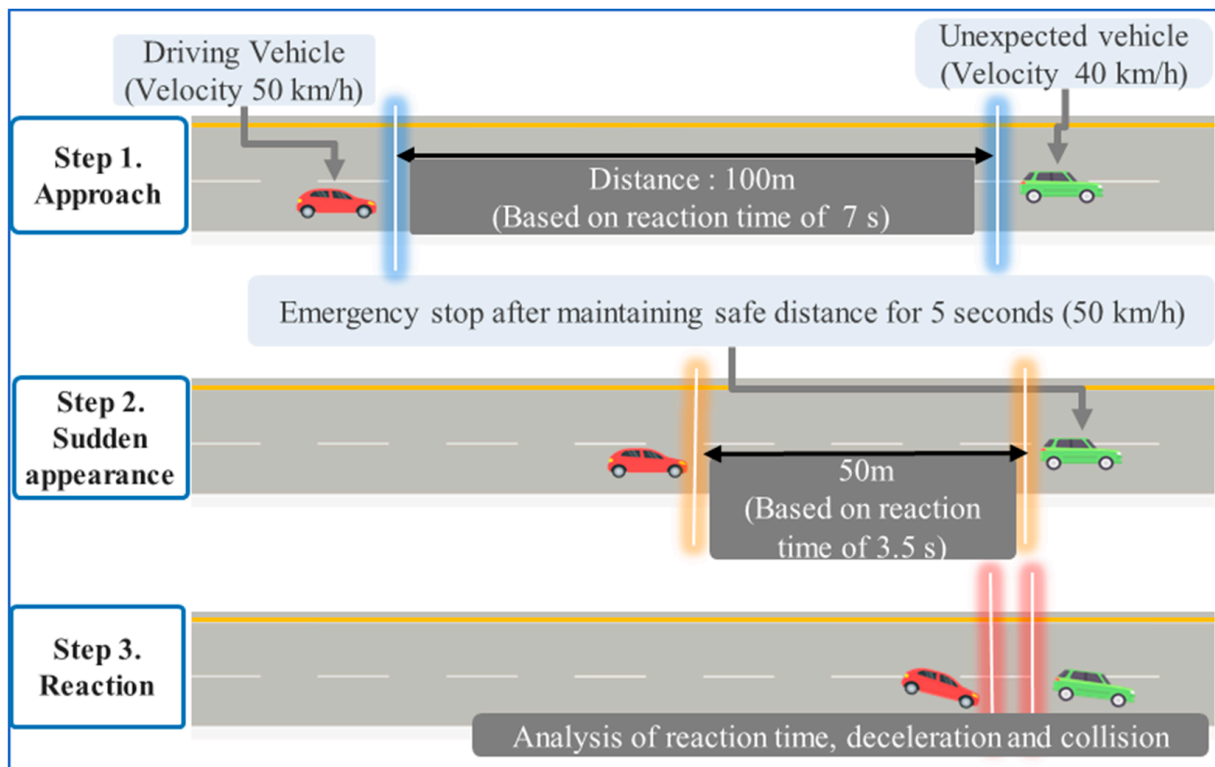 Driving Vehicle
(Velocity 50 km/h)
Unexpected vehicle
(Velocity 40 km/h)
Step 1.
Approach
Distance : 100m
(Based on reaction time of 7 s)
Emergency stop after maintaining safe distance for 5 seconds (50 km/h)
Step 2.
Sudden
appearance
50m
(Based on reaction
time of 3.5 s)
Step 3.
Reaction
Analysis of reaction time, deceleration and collision